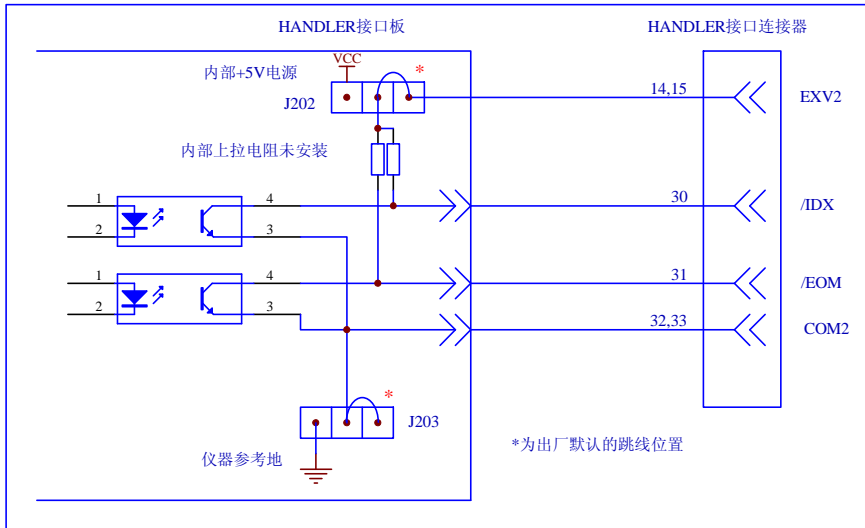 HANDLER接口板
HANDLER接口连接器
VCC
*
内部+5V电源
J202
14,15
EXV2
内部上拉电阻未安装
1
4
30
/IDX
2
3
1
4
31
/EOM
2
3
32,33
COM2
*
J203
*为出厂默认的跳线位置
仪器参考地